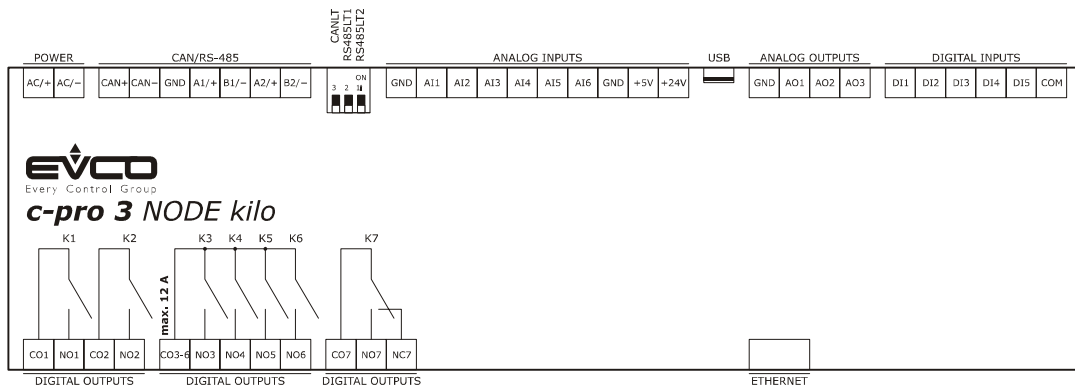 CANLT
RS485LT1
RS485LT2
POWER
CAN/RS-485
ANALOG INPUTS
USB
ANALOG OUTPUTS
DIGITAL INPUTS
AC/+ AC/-
CAN+ CAN- GND A1/+ B1/- A2/+ B2/-
ON
3 2 1
GND AI1 AI2 AI3 AI4 AI5 AI6 GND +5V +24V
GND AO1 AO2 AO3
DI1 DI2 DI3 DI4 DI5 COM
EVCO
Every Control Group
c-pro 3 NODE kilo
K1 K2 K3 K4 K5 K6 K7
max. 12 A
CO1 NO1 CO2 NO2
CO3-6 NO3 NO4 NO5 NO6
CO7 NO7 NC7
DIGITAL OUTPUTS
DIGITAL OUTPUTS
DIGITAL OUTPUTS
ETHERNET